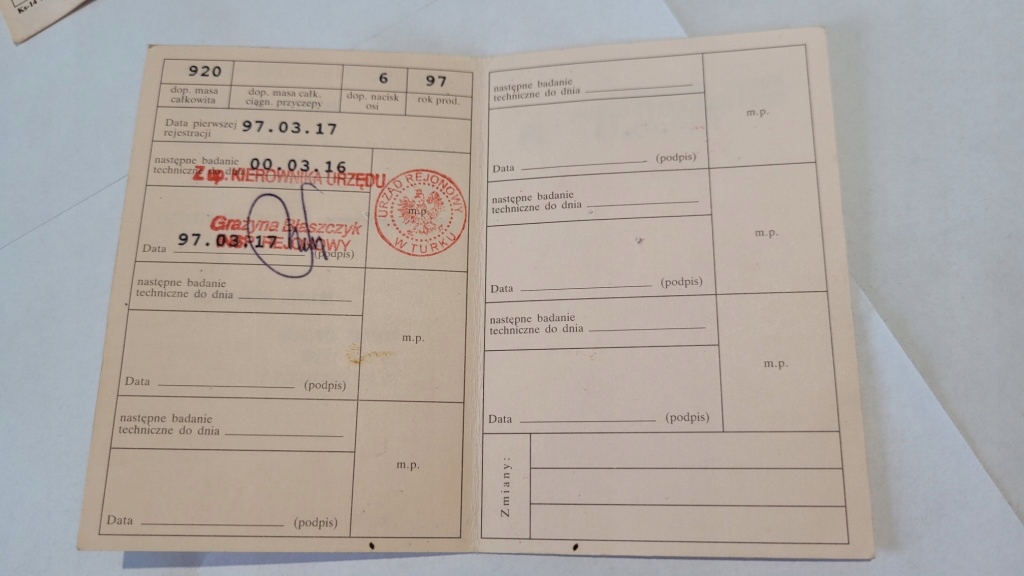 Ks-14
920 6 97
dop. masa całkowita
dop. masa całk. ciągn. przyczepy
dop. nacisk osi
rok prod.
Data pierwszej rejestracji 97.03.17
następne badanie techniczne do dnia 00.03.16
Z up. KIEROWNIKA URZĘDU
Grażyna Błaszczyk
INSP. REJONOWY
Data 97.03.17 (podpis)
URZĄD REJONOWY W TURKU
m.p.
następne badanie
techniczne do dnia
m.p.
Data (podpis)
następne badanie
techniczne do dnia
m.p.
Data (podpis)
następne badanie
techniczne do dnia
m.p.
Data (podpis)
następne badanie
techniczne do dnia
m.p.
Data (podpis)
następne badanie
techniczne do dnia
m.p.
Data (podpis)
Zmiany: